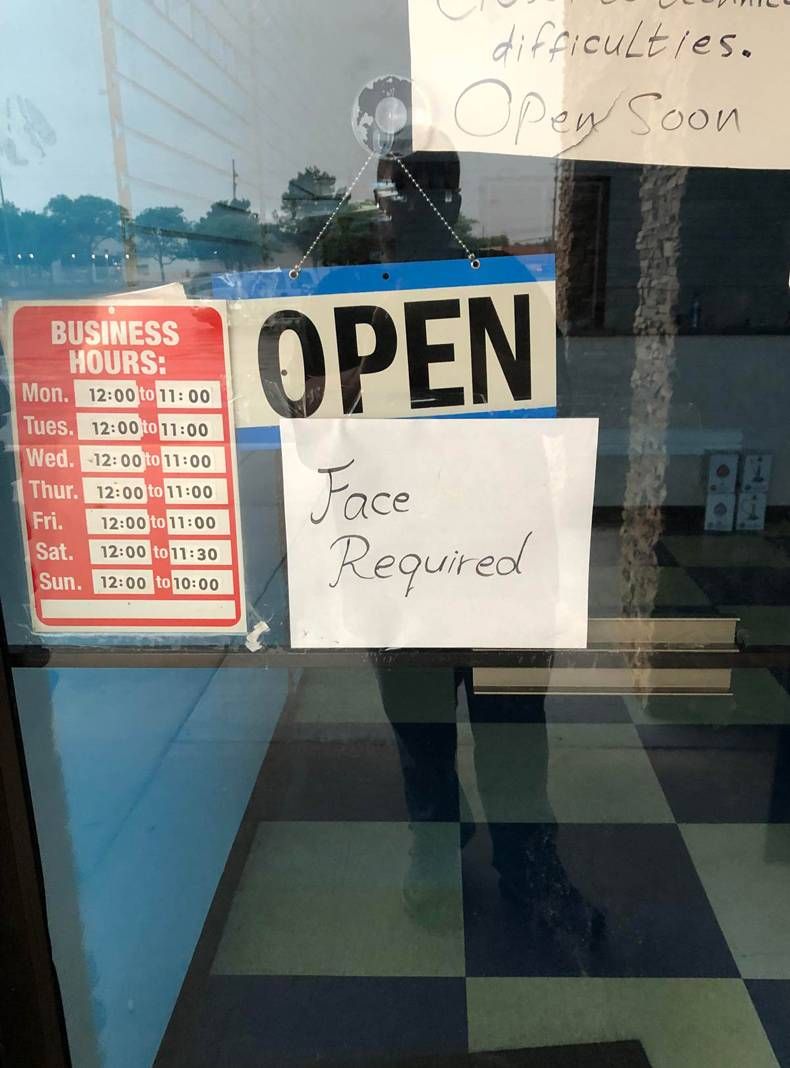 difficulties.
Open Soon
OPEN
BUSINESS
HOURS:
Mon. 12:00 to 11:00
Tues. 12:00 to 11:00
Wed. 12:00 to 11:00
Thur. 12:00 to 11:00
Fri. 12:00 to 11:00
Sat. 12:00 to 11:30
Sun. 12:00 to 10:00
Face
Required